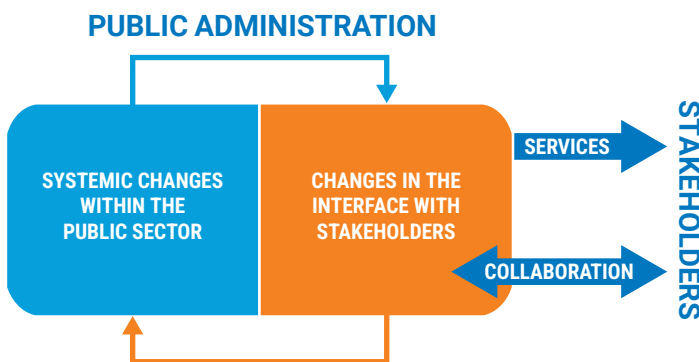 PUBLIC ADMINISTRATION
SYSTEMIC CHANGES
WITHIN THE
PUBLIC SECTOR
CHANGES IN THE
INTERFACE WITH
STAKEHOLDERS
SERVICES
COLLABORATION
STAKEHOLDERS